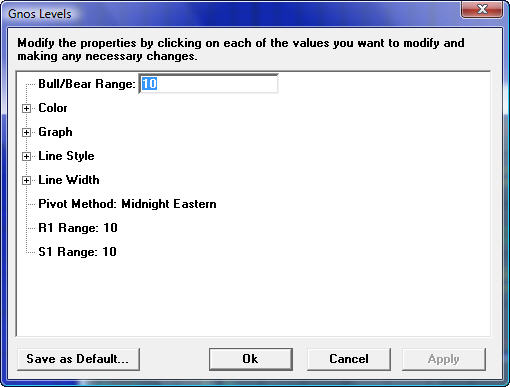 Gnos Levels
Modify the properties by clicking on each of the values you want to modify and
making any necessary changes.
Bull/Bear Range: 10
Color
Graph
Line Style
Line Width
Pivot Method: Midnight Eastern
R1 Range: 10
S1 Range: 10
Save as Default... Ok Cancel Apply